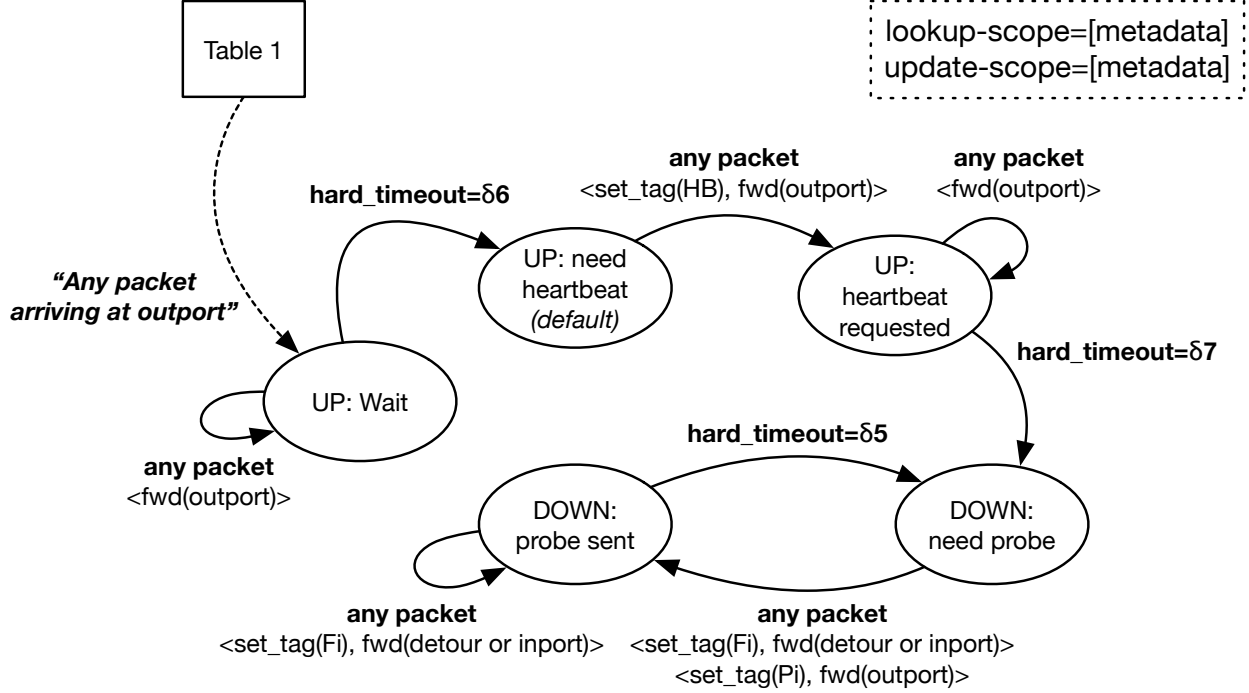 Table 1
lookup-scope=[metadata]
update-scope=[metadata]
any packet
<set_tag(HB), fwd(outport)>
any packet
<fwd(outport)>
hard_timeout=δ6
UP: need
heartbeat
(default)
UP:
heartbeat
requested
“Any packet
arriving at outport”
hard_timeout=δ7
UP: Wait
any packet
<fwd(outport)>
hard_timeout=δ5
DOWN:
probe sent
DOWN:
need probe
any packet
<set_tag(Fi), fwd(detour or inport)>
any packet
<set_tag(Fi), fwd(detour or inport)>
<set_tag(Pi), fwd(outport)>